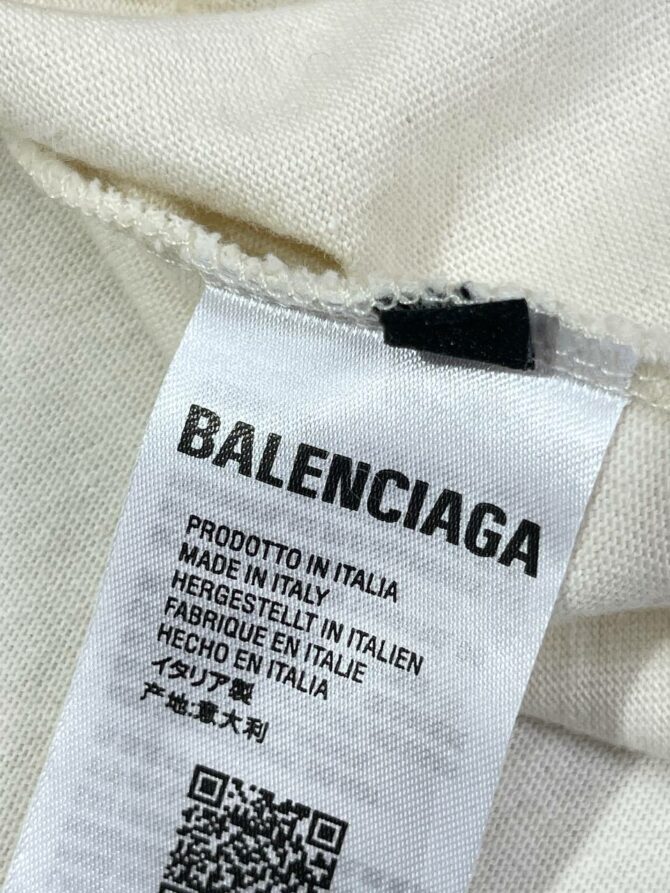 BALENCIAGA
PRODOTTO IN ITALIA
MADE IN ITALY
HERGESTELLT IN ITALIEN
FABRIQUE EN ITALIE
HECHO EN ITALIA
イタリア製
产地:意大利